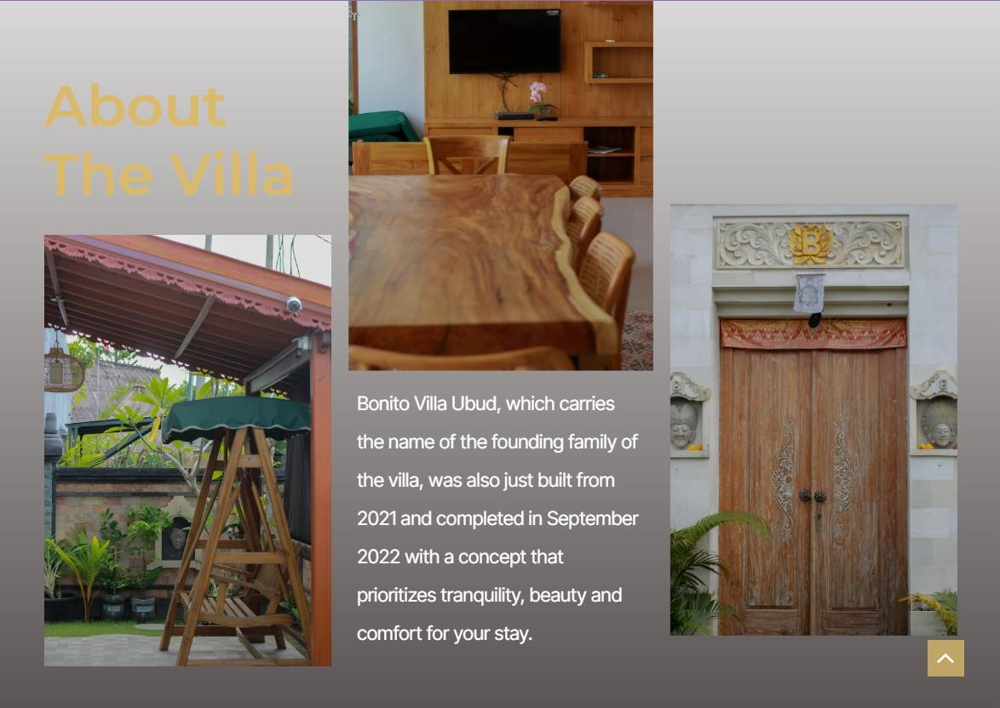 About
The Villa
B
Bonito Villa Ubud, which carries
the name of the founding family of
the villa, was also just built from
2021 and completed in September
2022 with a concept that
prioritizes tranquility, beauty and
comfort for your stay.